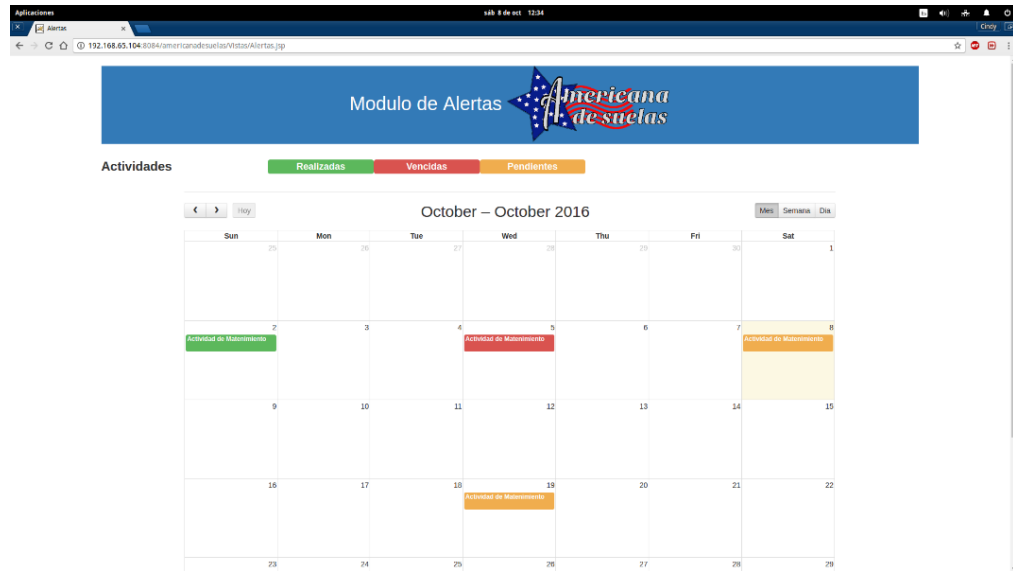 Aplicaciones
sáb 8 de oct 12:34
Alertas
Cindy
192.168.65.104:8084/americanadesuelas/Vistas/Alertas.jsp
Modulo de Alertas
Americana
de suelas
Actividades
Realizadas Vencidas Pendientes
Hoy
October – October 2016
Mes Semana Dia
Sun Mon Tue Wed Thu Fri Sat
25 26 27 28 29 30 1
2 3 4 5 6 7 8
Actividad de Matenimiento Actividad de Matenimiento Actividad de Matenimiento
9 10 11 12 13 14 15
16 17 18 19 20 21 22
Actividad de Matenimiento
23 24 25 26 27 28 29